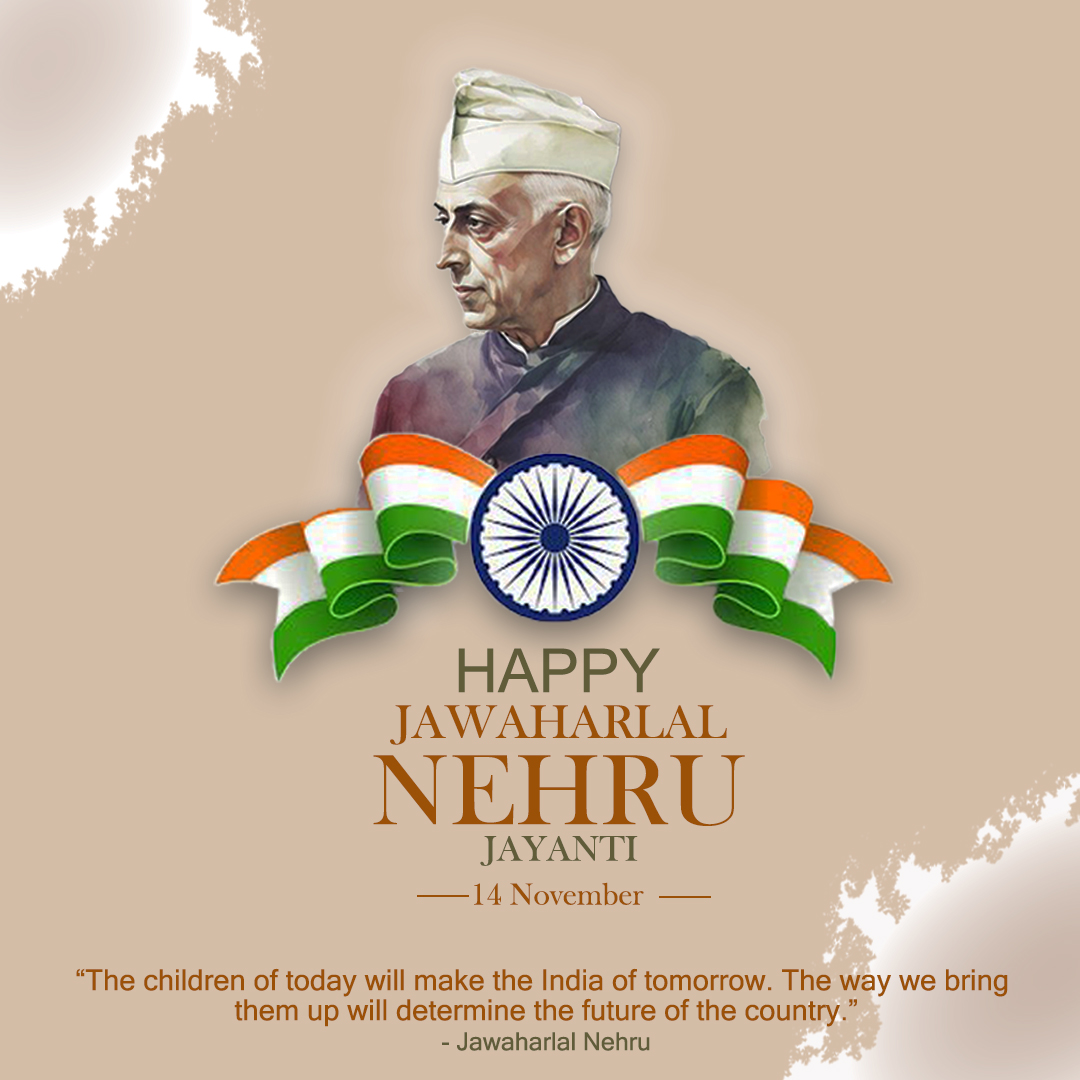 HAPPY
JAWAHARLAL
NEHRU
JAYANTI
14 November
“The children of today will make the India of tomorrow. The way we bring
them up will determine the future of the country.”
- Jawaharlal Nehru